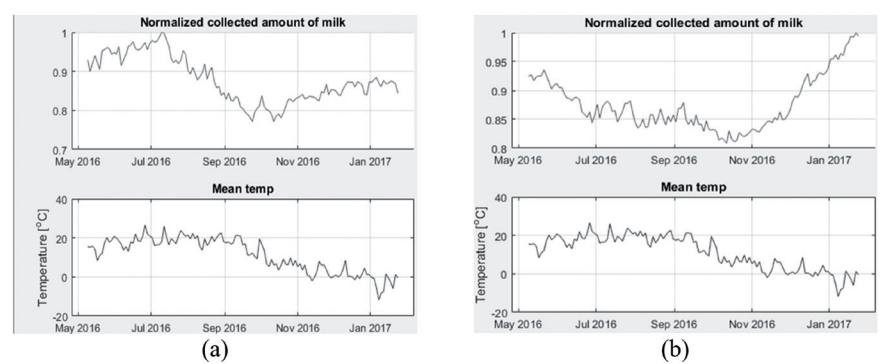 Normalized collected amount of milk
1
0.9
0.8
0.7
May 2016 Jul 2016 Sep 2016 Nov 2016 Jan 2017
Mean temp
Temperature [°C]
40
20
0
-20
May 2016 Jul 2016 Sep 2016 Nov 2016 Jan 2017
(a)
Normalized collected amount of milk
1
0.95
0.9
0.85
0.8
May 2016 Jul 2016 Sep 2016 Nov 2016 Jan 2017
Mean temp
Temperature [°C]
40
20
0
-20
May 2016 Jul 2016 Sep 2016 Nov 2016 Jan 2017
(b)